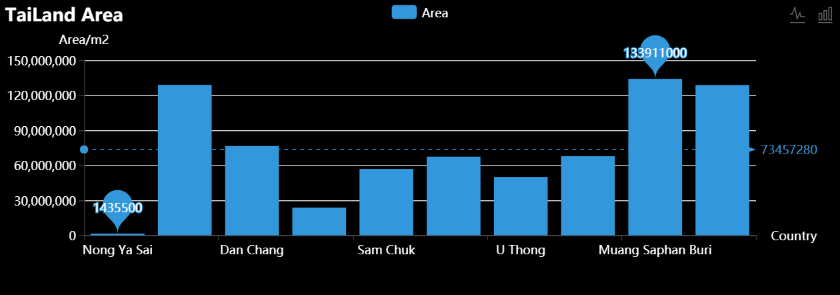 TaiLand Area
Area
Area/m2
150,000,000
120,000,000
90,000,000
60,000,000
30,000,000
0
1435500
133911000
73457280
Nong Ya Sai
Dan Chang
Sam Chuk
U Thong
Muang Saphan Buri
Country